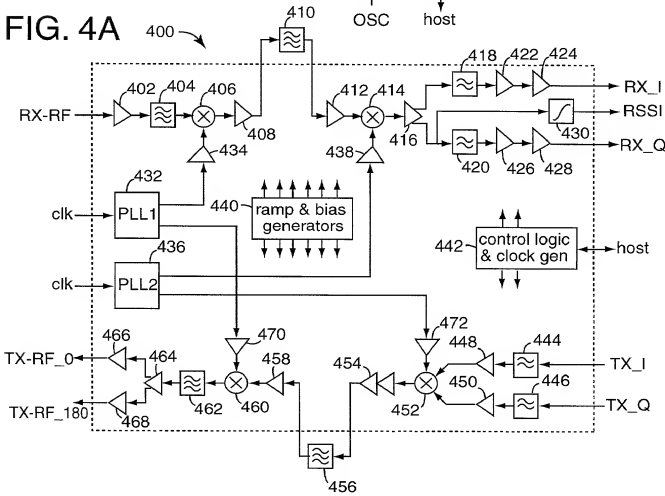 OSC host
FIG. 4A
400
410
402 404 406
408
412 414
416
418 422 424
RX-RF
RX_I
RSSI
430
RX_Q
420 426 428
434
438
432
clk PLL1
440
ramp & bias
generators
436
clk PLL2
442
control logic
& clock gen
host
466
470
472
448 444
TX-RF_0
464
458
454
TX_I
450 446
TX-RF_180
468
462 460
452
TX_Q
456